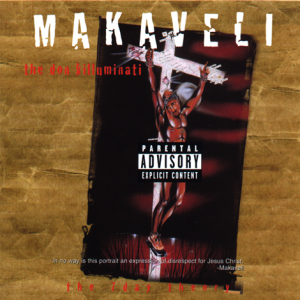 MAKAVELI
the don killuminati
PARENTAL
ADVISORY
EXPLICIT CONTENT
In no way is this portrait an expression of disrespect for Jesus Christ.
-Makaveli
the 7 day theory